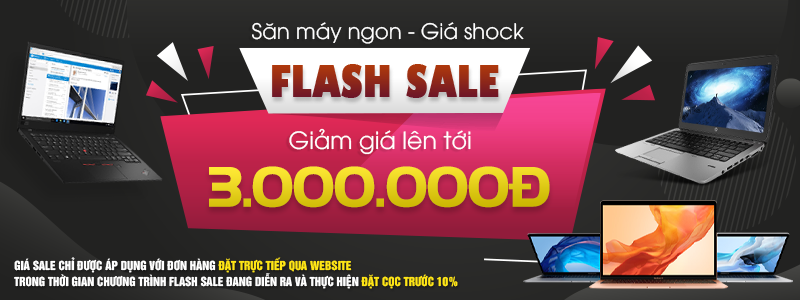 Săn máy ngon - Giá shock
FLASH SALE
Giảm giá lên tới
3.000.000Đ
GIÁ SALE CHỈ ĐƯỢC ÁP DỤNG VỚI ĐƠN HÀNG ĐẶT TRỰC TIẾP QUA WEBSITE
TRONG THỜI GIAN CHƯƠNG TRÌNH FLASH SALE ĐANG DIỄN RA VÀ THỰC HIỆN ĐẶT CỌC TRƯỚC 10%